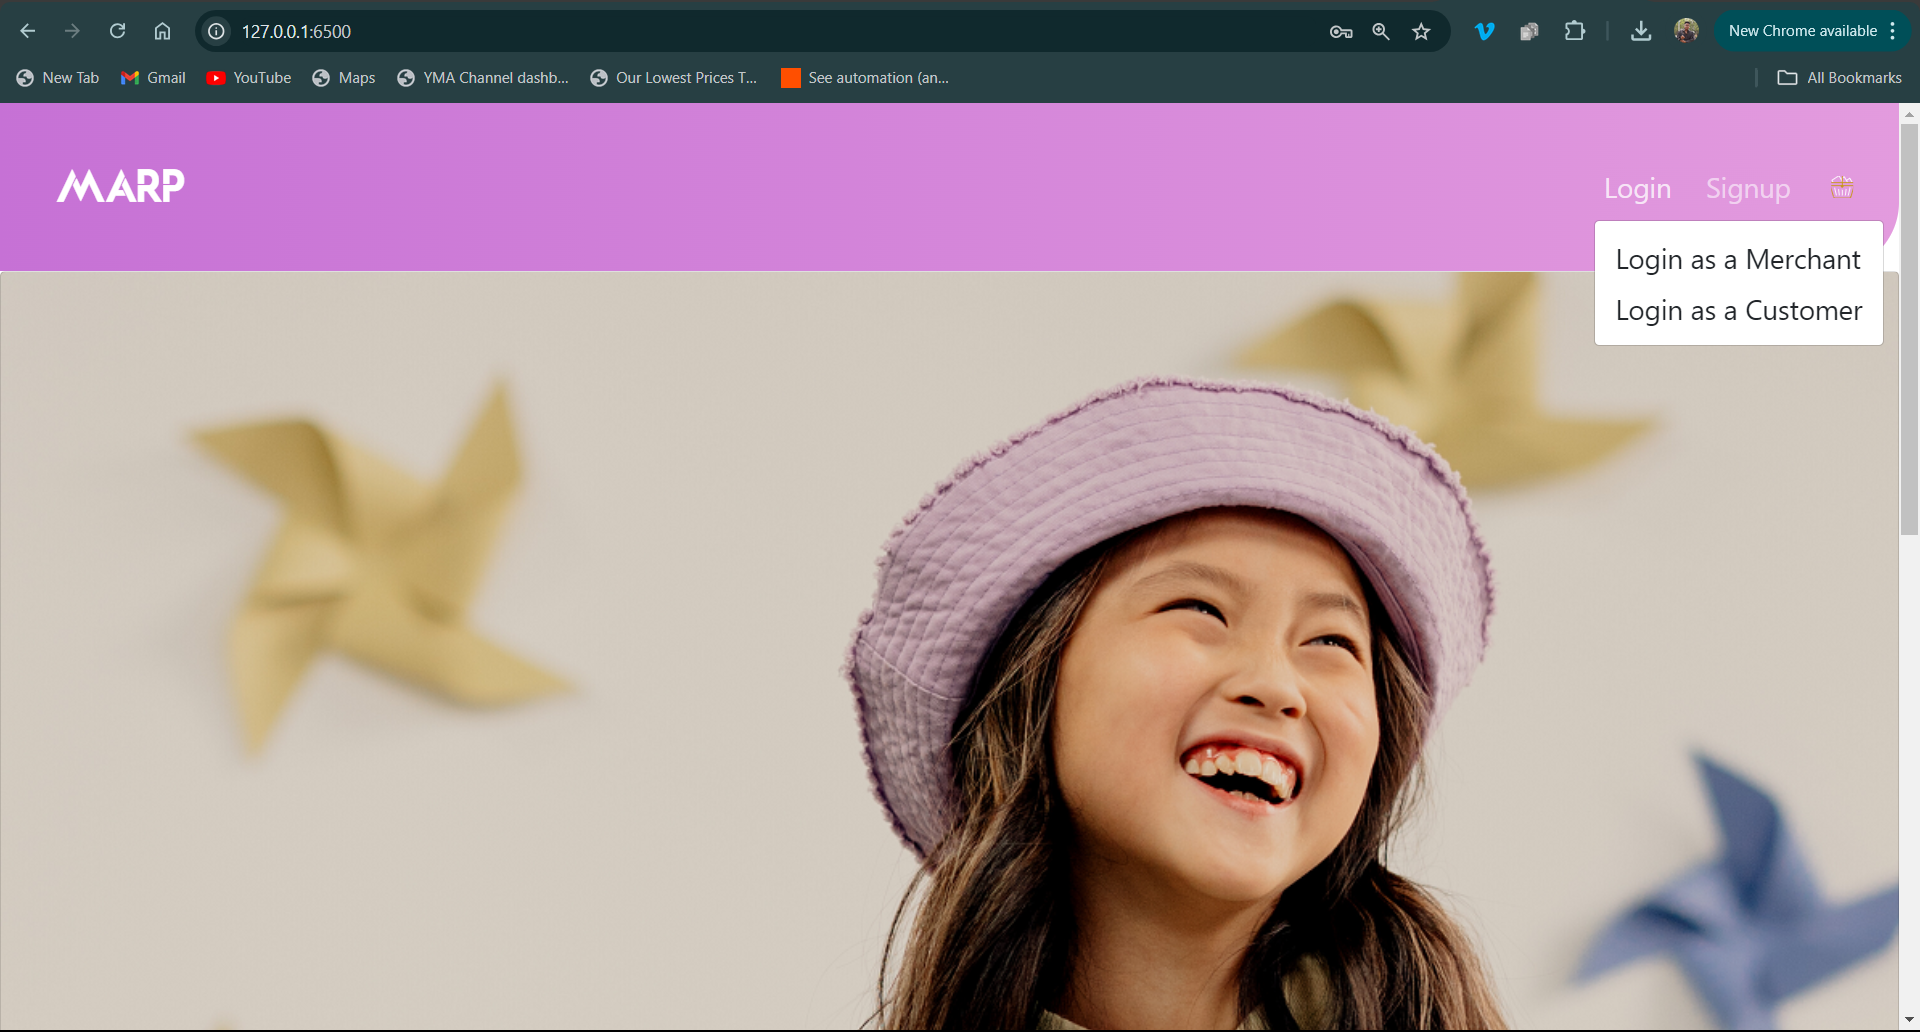 127.0.0.1:6500
New Chrome available
New Tab
Gmail
YouTube
Maps
YMA Channel dashb...
Our Lowest Prices T...
See automation (an...
All Bookmarks
MARP
Login
Signup
Login as a Merchant
Login as a Customer